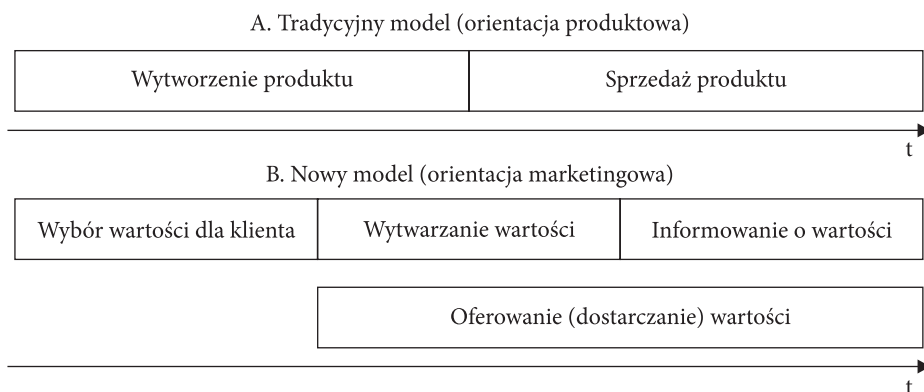 A. Tradycyjny model (orientacja produktowa)
Wytworzenie produktu
Sprzedaż produktu
t
B. Nowy model (orientacja marketingowa)
Wybór wartości dla klienta
Wytwarzanie wartości
Informowanie o wartości
Oferowanie (dostarczanie) wartości
t